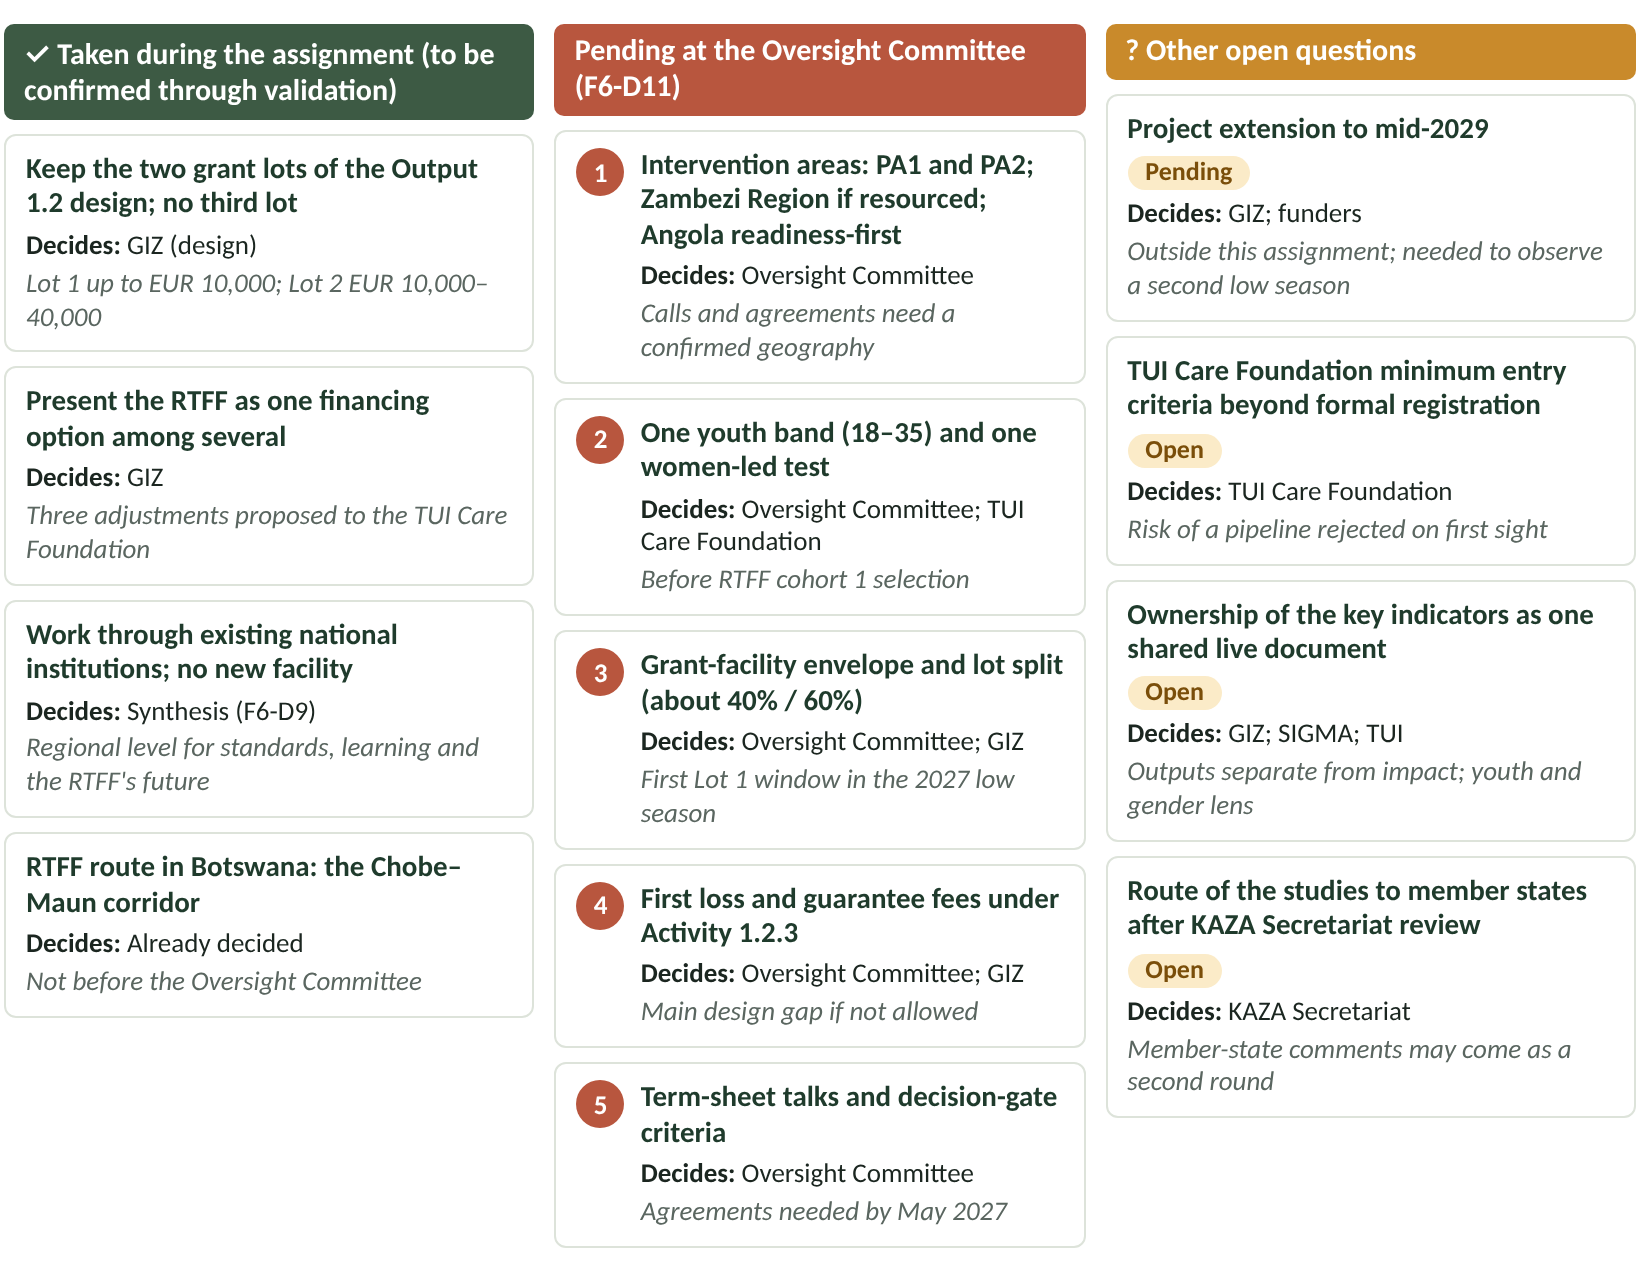 ✓ Taken during the assignment (to be
confirmed through validation)
Keep the two grant lots of the Output
1.2 design; no third lot
Decides: GIZ (design)
Lot 1 up to EUR 10,000; Lot 2 EUR 10,000–
40,000
Present the RTFF as one financing
option among several
Decides: GIZ
Three adjustments proposed to the TUI Care
Foundation
Work through existing national
institutions; no new facility
Decides: Synthesis (F6-D9)
Regional level for standards, learning and
the RTFF's future
RTFF route in Botswana: the Chobe–
Maun corridor
Decides: Already decided
Not before the Oversight Committee
Pending at the Oversight Committee
(F6-D11)
1
Intervention areas: PA1 and PA2;
Zambezi Region if resourced;
Angola readiness-first
Decides: Oversight Committee
Calls and agreements need a
confirmed geography
2
One youth band (18–35) and one
women-led test
Decides: Oversight Committee; TUI
Care Foundation
Before RTFF cohort 1 selection
3
Grant-facility envelope and lot split
(about 40% / 60%)
Decides: Oversight Committee; GIZ
First Lot 1 window in the 2027 low
season
4
First loss and guarantee fees under
Activity 1.2.3
Decides: Oversight Committee; GIZ
Main design gap if not allowed
5
Term-sheet talks and decision-gate
criteria
Decides: Oversight Committee
Agreements needed by May 2027
? Other open questions
Project extension to mid-2029
Pending
Decides: GIZ; funders
Outside this assignment; needed to observe
a second low season
TUI Care Foundation minimum entry
criteria beyond formal registration
Open
Decides: TUI Care Foundation
Risk of a pipeline rejected on first sight
Ownership of the key indicators as one
shared live document
Open
Decides: GIZ; SIGMA; TUI
Outputs separate from impact; youth and
gender lens
Route of the studies to member states
after KAZA Secretariat review
Open
Decides: KAZA Secretariat
Member-state comments may come as a
second round